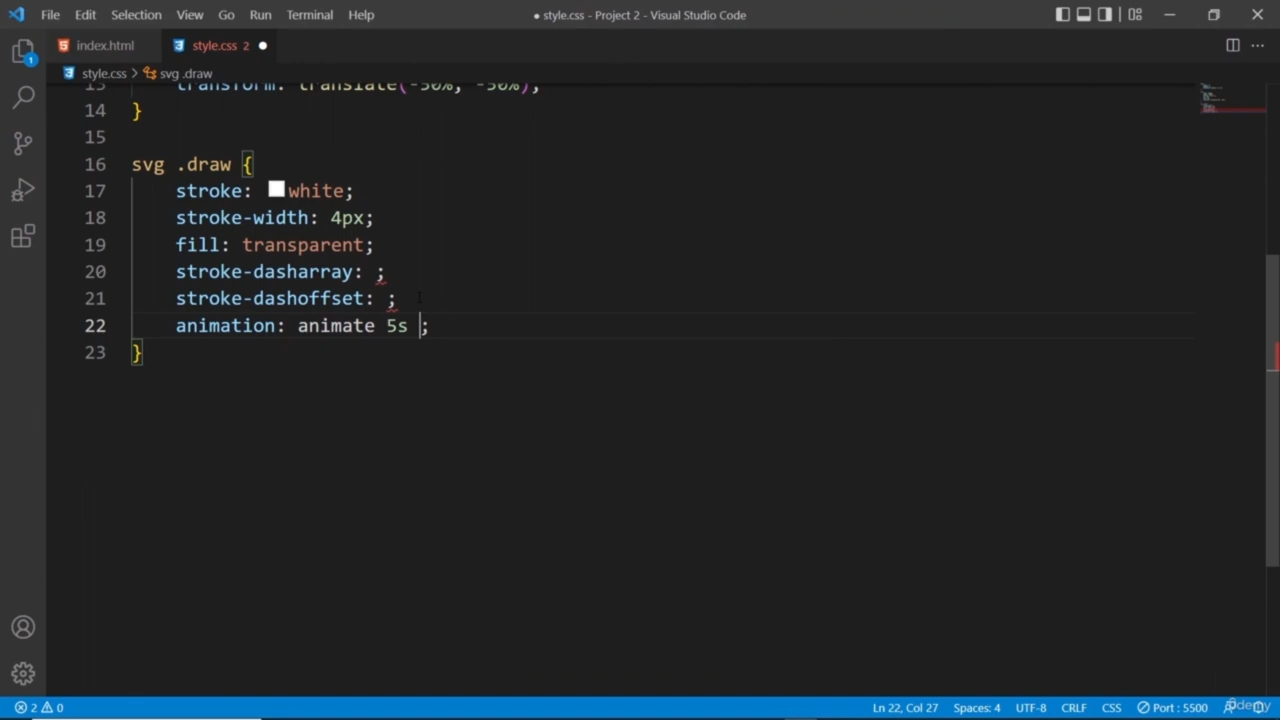 File Edit Selection View Go Run Terminal Help
● style.css - Project 2 - Visual Studio Code
index.html
style.css 2 ●
style.css > svg .draw
13 transform: translate(-50%, -50%);
14 }
15
16 svg .draw {
17 stroke: white;
18 stroke-width: 4px;
19 fill: transparent;
20 stroke-dasharray: ;
21 stroke-dashoffset: ;
22 animation: animate 5s ;
23 }
1
2 0
Ln 22, Col 27 Spaces: 4 UTF-8 CRLF CSS Port : 5500
Udemy